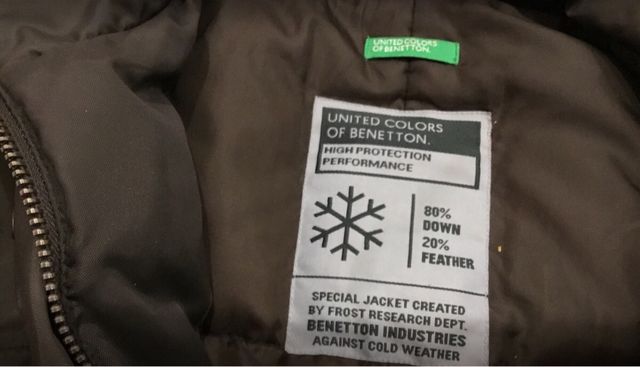 UNITED COLORS
OF BENETTON.
UNITED COLORS
OF BENETTON.
HIGH PROTECTION
PERFORMANCE
80%
DOWN
20%
FEATHER
SPECIAL JACKET CREATED
BY FROST RESEARCH DEPT.
BENETTON INDUSTRIES
AGAINST COLD WEATHER